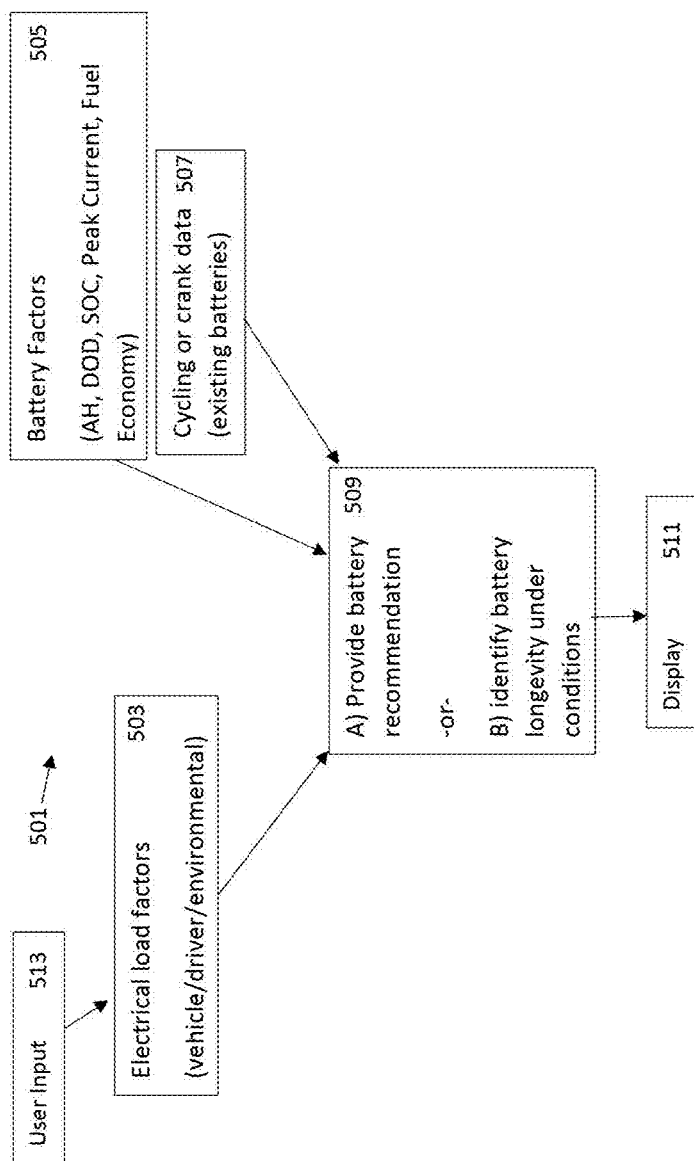 User Input 513
501
Electrical load factors 503
(vehicle/driver/environmental)
Battery Factors 505
(AH, DOD, SOC, Peak Current, Fuel
Economy)
Cycling or crank data 507
(existing batteries)
A) Provide battery 509
recommendation
-or-
B) identify battery
longevity under
conditions
Display 511